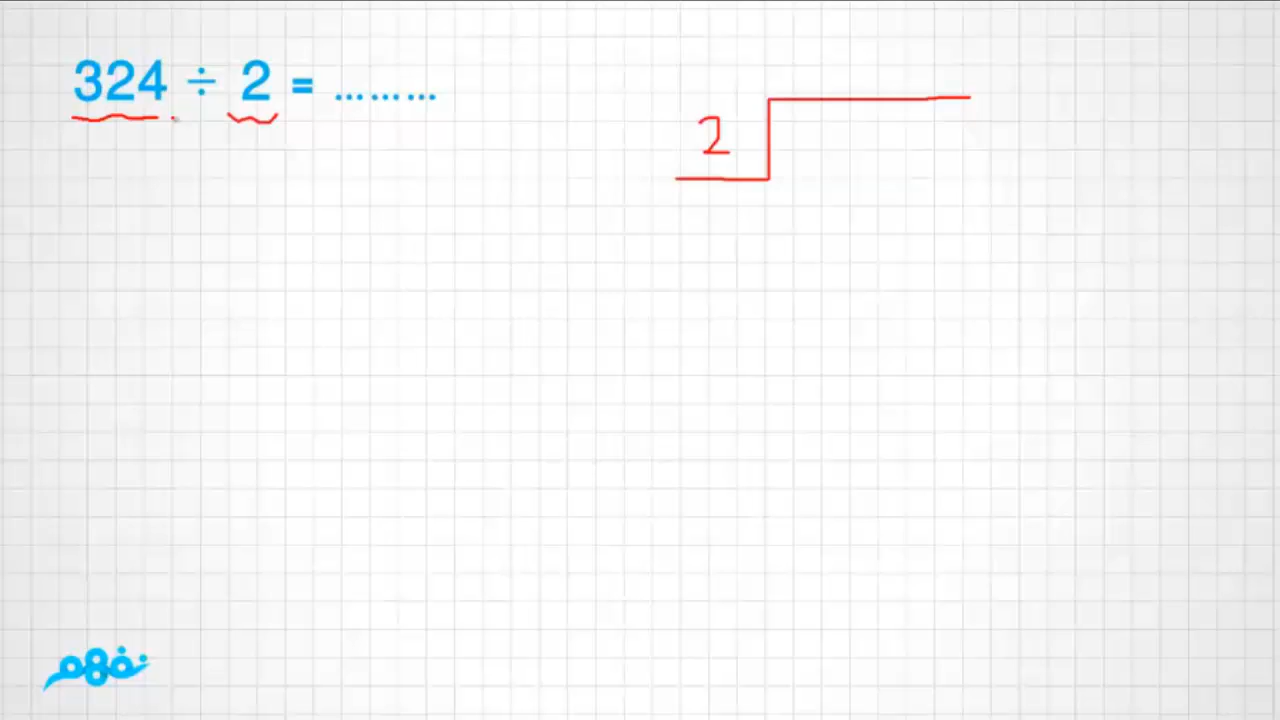 324 ÷ 2 = .........
2
نفهم